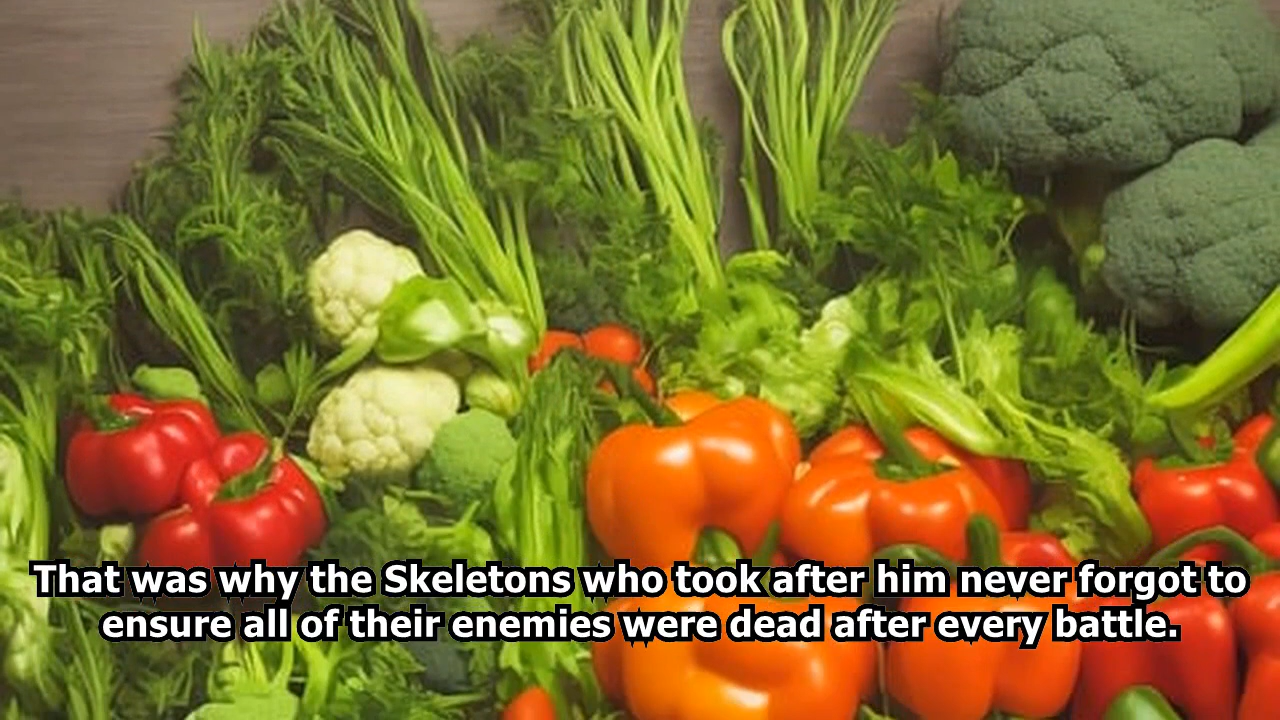 That was why the Skeletons who took after him never forgot to
ensure all of their enemies were dead after every battle.